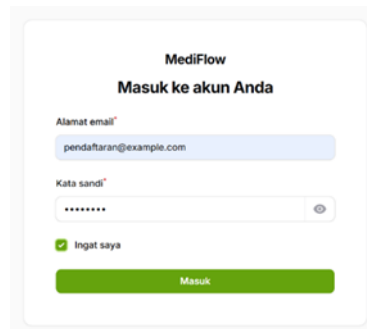 MediFlow
Masuk ke akun Anda
Alamat email*
pendaftaran@example.com
Kata sandi*
••••••••
Ingat saya
Masuk